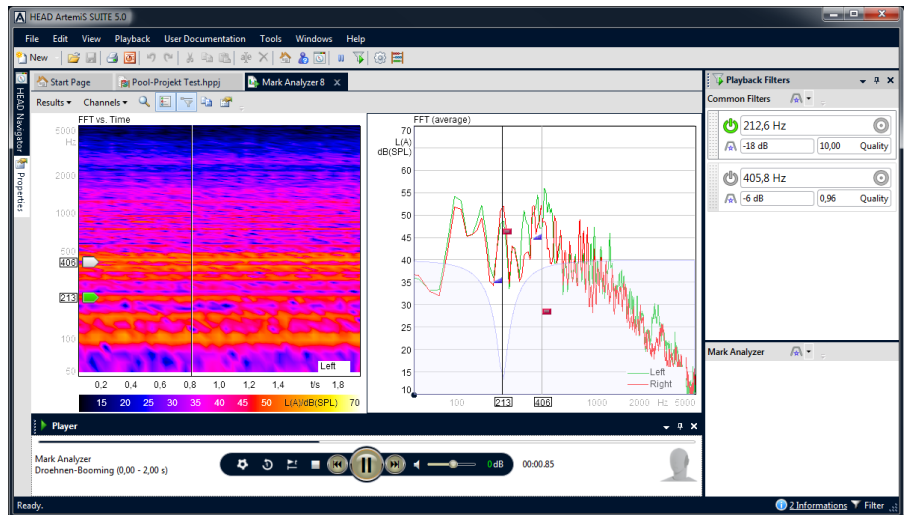 HEAD ArtemiS SUITE 5.0
File Edit View Playback User Documentation Tools Windows Help
New
Start Page Pool-Projekt Test.hppj Mark Analyzer 8
HEAD Navigator
Properties
Results Channels
FFT vs. Time
5000
Hz
2000
1000
500
406
213
100
50
Left
0,2 0,4 0,6 0,8 1,0 1,2 1,4 t/s 1,8
15 20 25 30 35 40 45 50 L(A)/dB(SPL) 70
FFT (average)
70
L(A)
dB(SPL)
60
55
50
45
40
35
30
25
20
15
10
Left
Right
100 213 406 1000 2000 Hz 5000
Playback Filters
Common Filters
212,6 Hz
-18 dB 10,00 Quality
405,8 Hz
-6 dB 0,96 Quality
Mark Analyzer
Player
Mark Analyzer
Droehnen-Booming (0,00 - 2,00 s)
0 dB 00:00.85
Ready. 2 Informations Filter